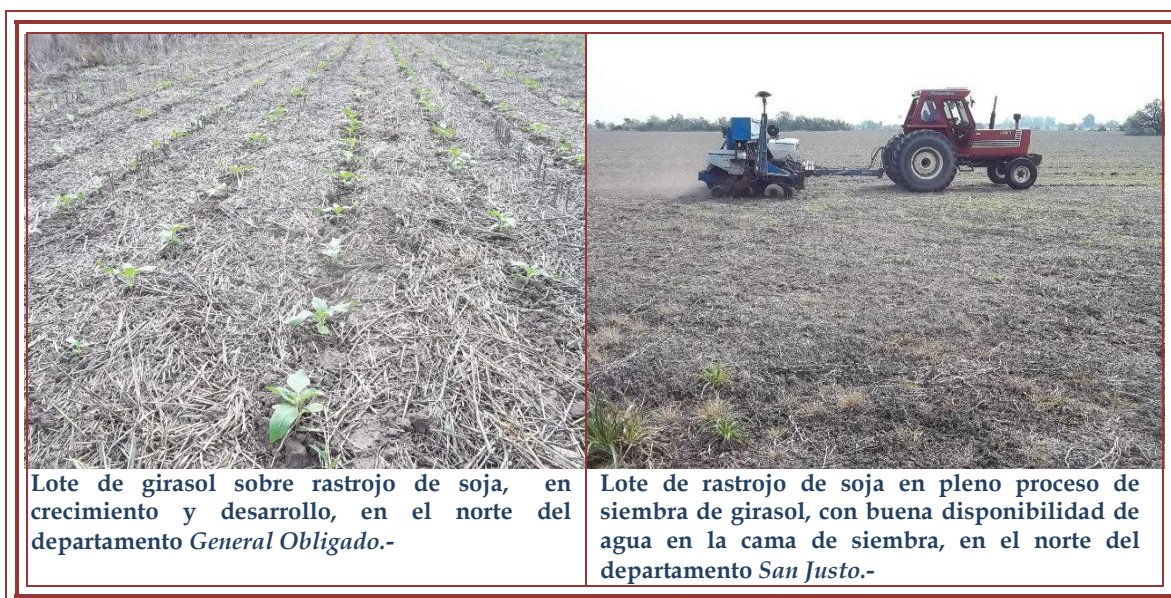 Lote de girasol sobre rastrojo de soja, en
crecimiento y desarrollo, en el norte del
departamento General Obligado.-
Lote de rastrojo de soja en pleno proceso de
siembra de girasol, con buena disponibilidad de
agua en la cama de siembra, en el norte del
departamento San Justo.-